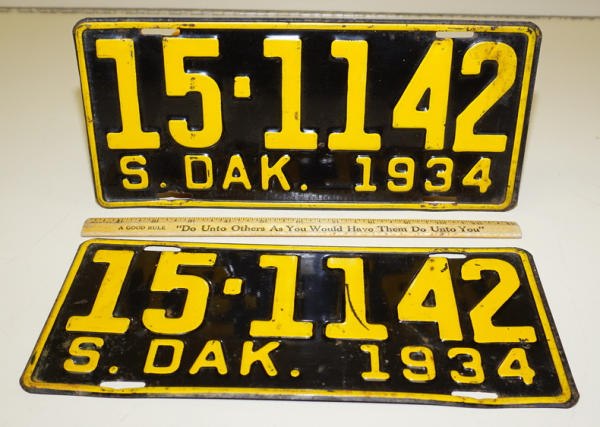 15·1142
S. DAK. 1934
A GOOD RULE "Do Unto Others As You Would Have Them Do Unto You"
15·1142
S. DAK. 1934